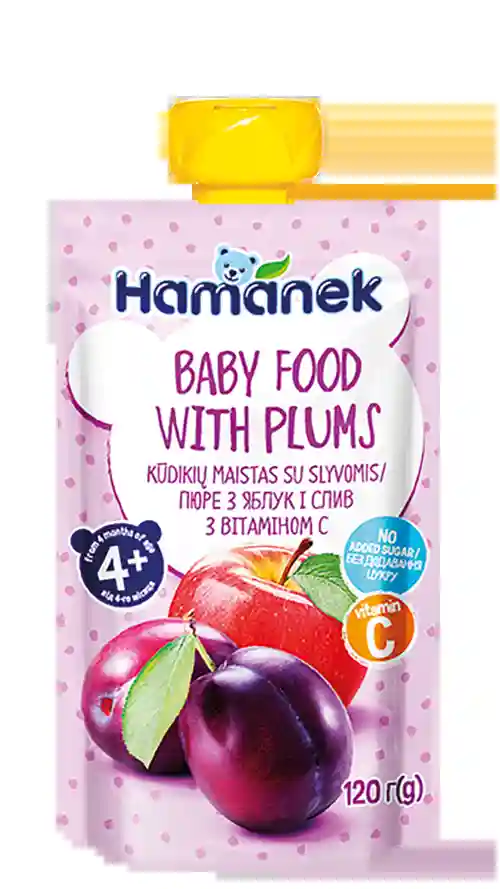 Hamánek
BABY FOOD
WITH PLUMS
KŪDIKIŲ MAISTAS SU SLYVOMIS/
ПЮРЕ З ЯБЛУК І СЛИВ
З ВІТАМІНОМ С
from 4 months of age
4+
від 4-го місяця
NO
ADDED SUGAR/
БЕЗ ДОДАВАННЯ
ЦУКРУ
vitamin
C
120 г(g)